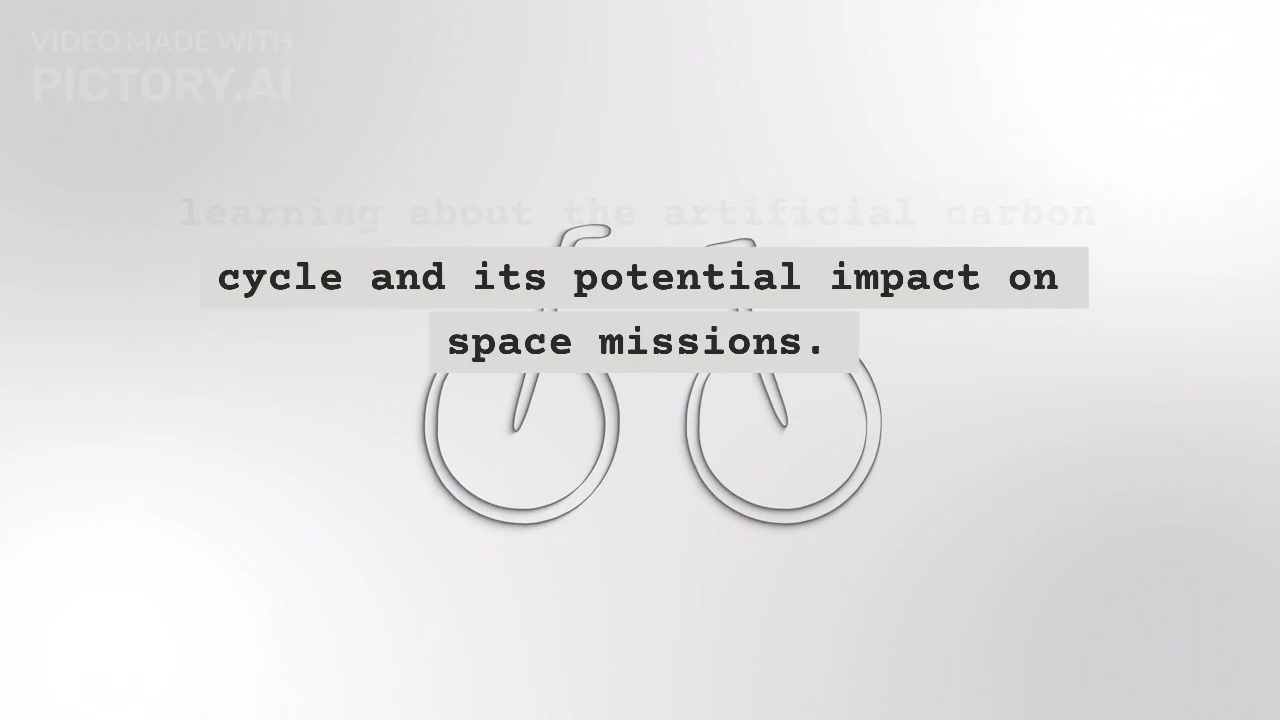 VIDEO MADE WITH
PICTORY.AI
learning about the artificial carbon
cycle and its potential impact on
space missions.